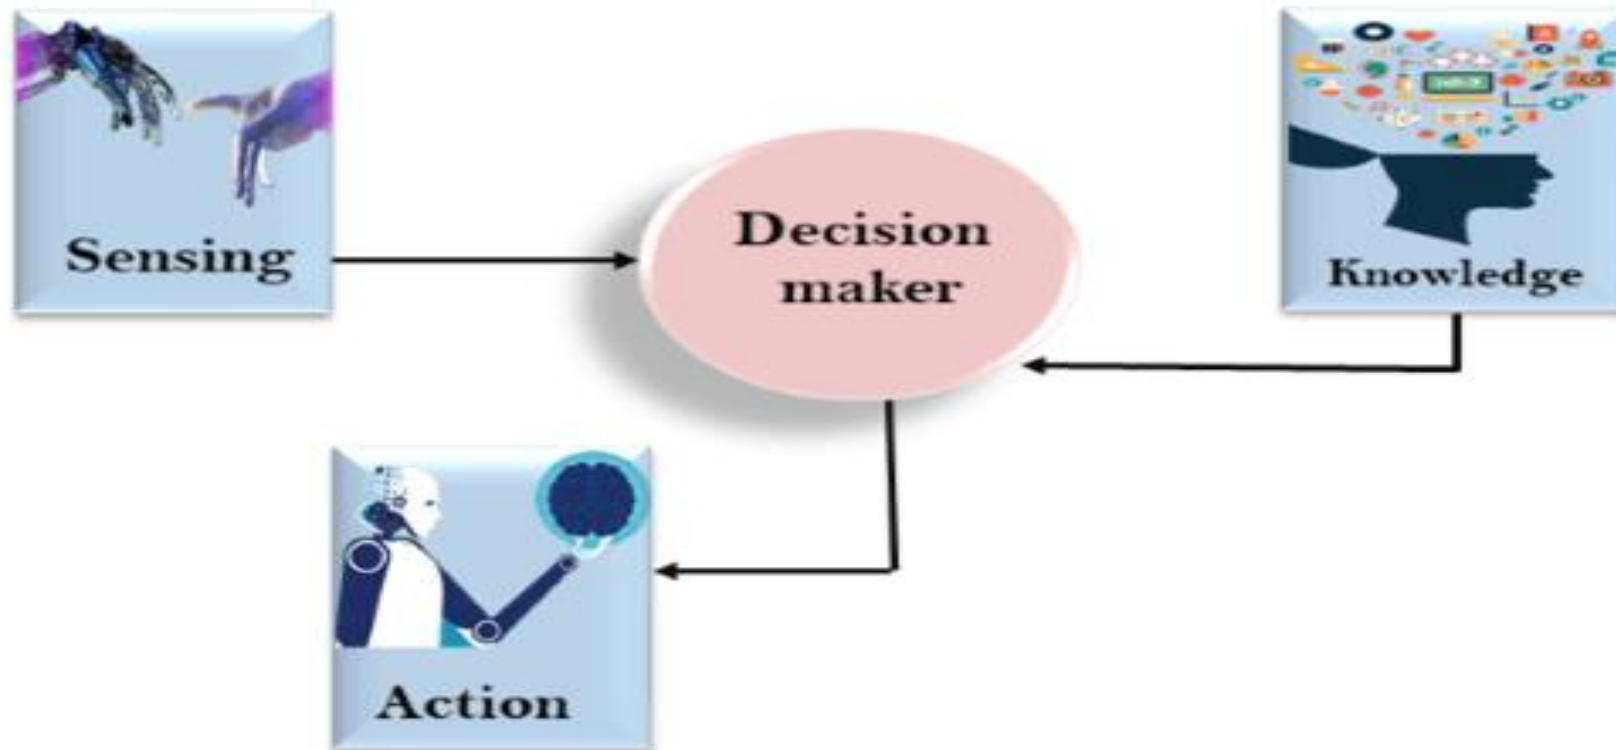 Sensing
Decision
maker
Knowledge
Action